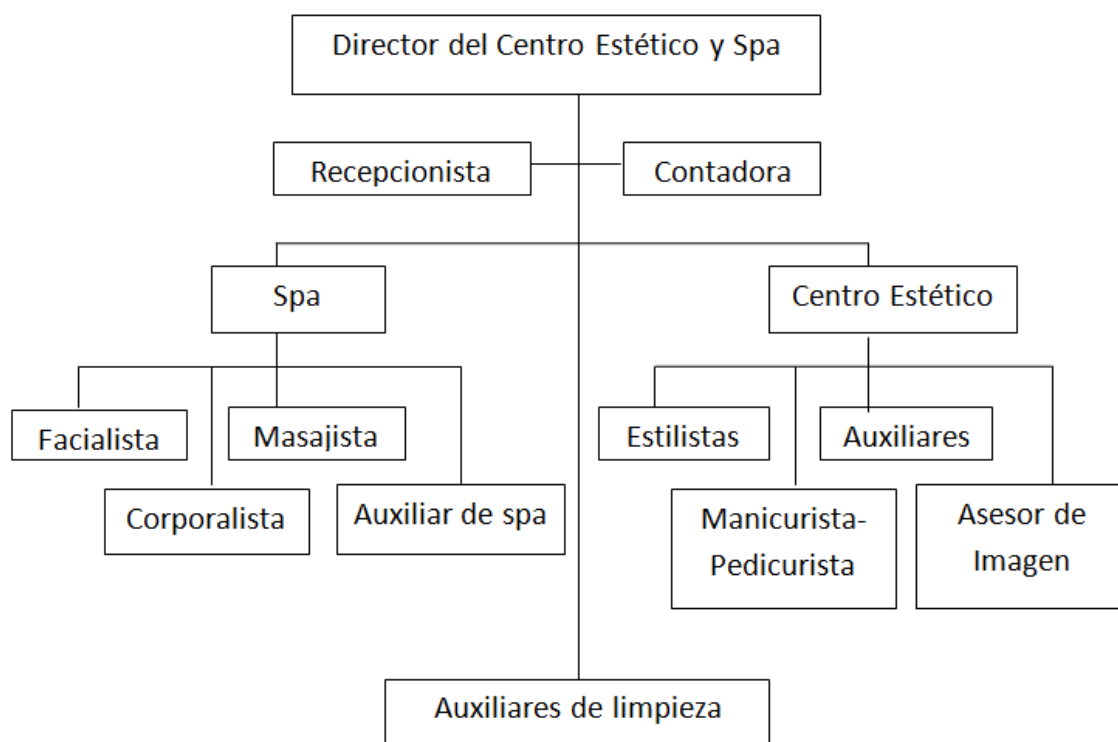 Director del Centro Estético y Spa
Recepcionista
Contadora
Spa
Centro Estético
Facialista
Masajista
Estilistas
Auxiliares
Corporalista
Auxiliar de spa
Manicurista-
Pedicurista
Asesor de
Imagen
Auxiliares de limpieza